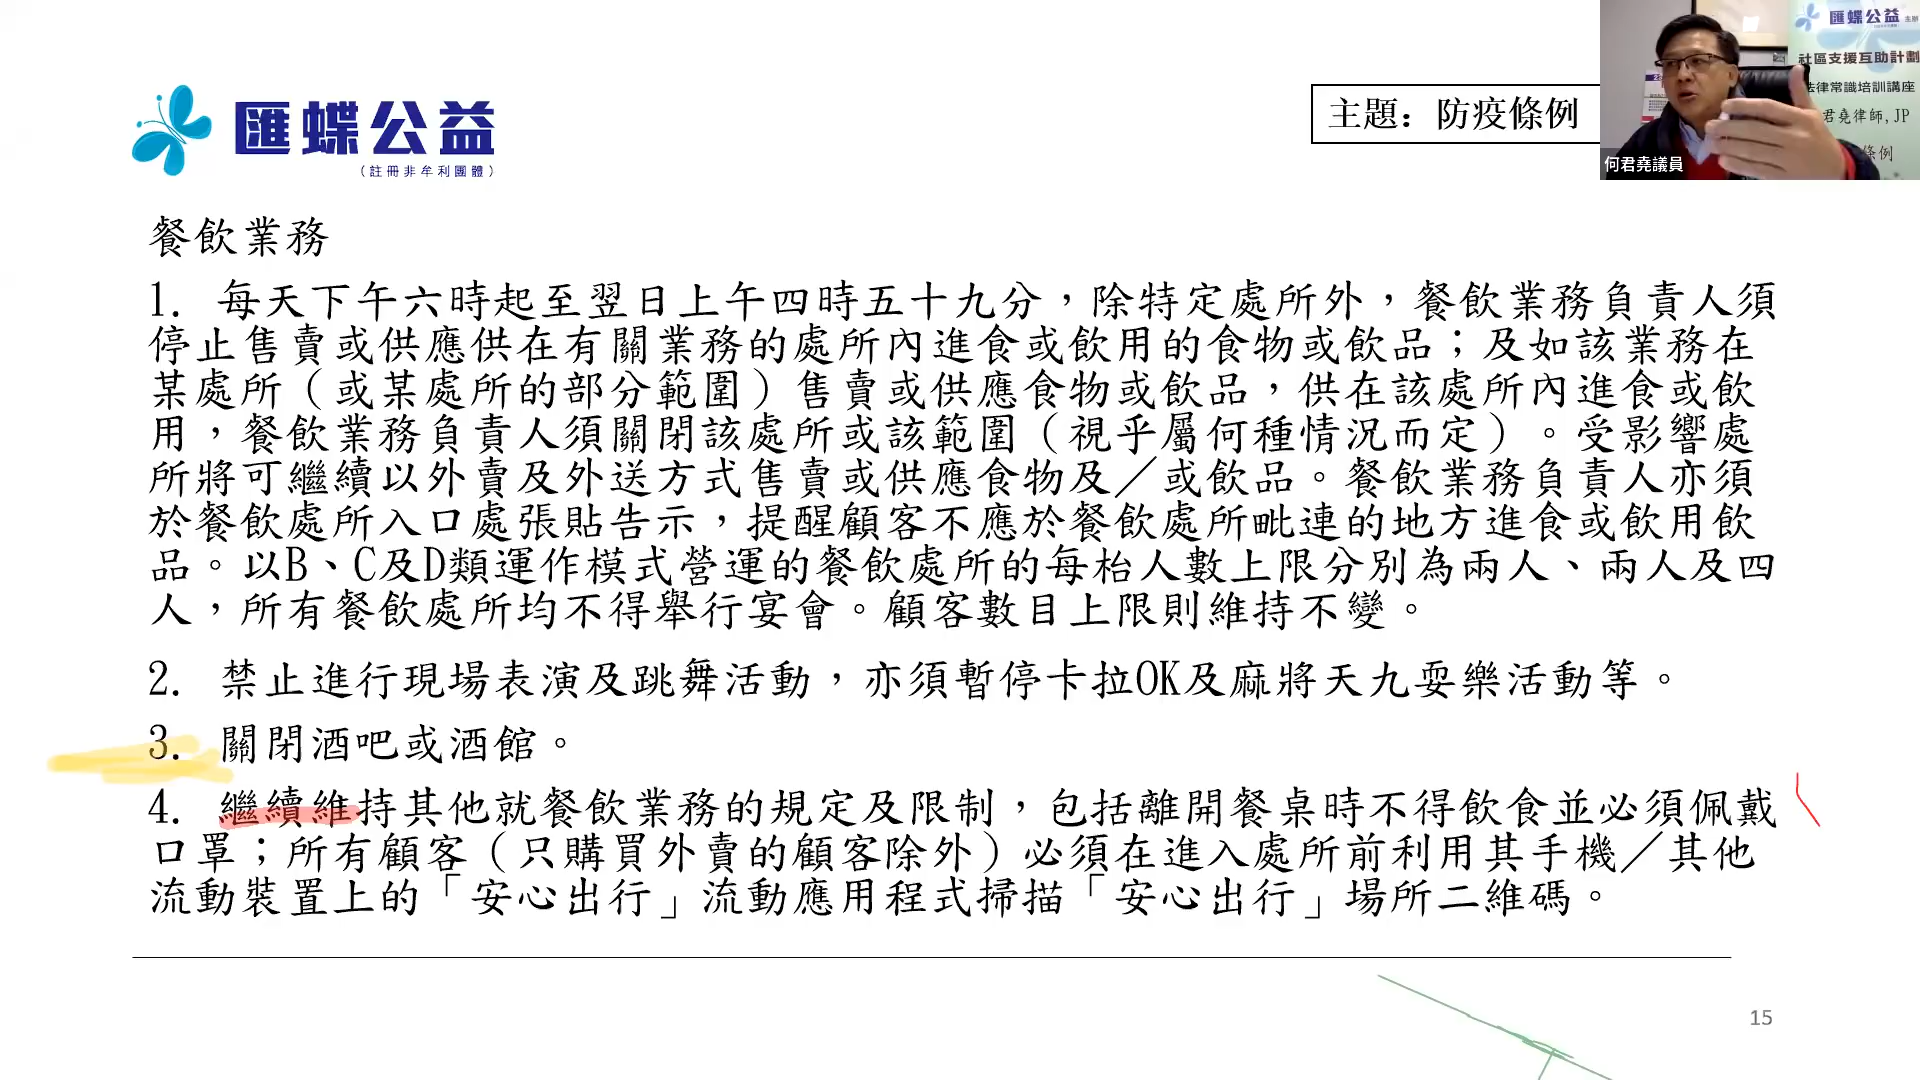 匯蝶公益
（註冊非牟利團體）
主題：防疫條例
匯蝶公益
主辦
社區支援互助計劃
法律常識培訓講座
君堯律師,JP
條例
何君堯議員
餐飲業務
1. 每天下午六時起至翌日上午四時五十九分，除特定處所外，餐飲業務負責人須
停止售賣或供應供在有關業務的處所內進食或飲用的食物或飲品；及如該業務在
某處所（或某處所的部分範圍）售賣或供應食物或飲品，供在該處所內進食或飲
用，餐飲業務負責人須關閉該處所或該範圍（視乎屬何種情況而定）。受影響處
所將可繼續以外賣及外送方式售賣或供應食物及／或飲品。餐飲業務負責人亦須
於餐飲處所入口處張貼告示，提醒顧客不應於餐飲處所毗連的地方進食或飲用飲
品。以B、C及D類運作模式營運的餐飲處所的每枱人數上限分別為兩人、兩人及四
人，所有餐飲處所均不得舉行宴會。顧客數目上限則維持不變。
2. 禁止進行現場表演及跳舞活動，亦須暫停卡拉OK及麻將天九耍樂活動等。
3. 關閉酒吧或酒館。
4. 繼續維持其他就餐飲業務的規定及限制，包括離開餐桌時不得飲食並必須佩戴
口罩；所有顧客（只購買外賣的顧客除外）必須在進入處所前利用其手機／其他
流動裝置上的「安心出行」流動應用程式掃描「安心出行」場所二維碼。
15